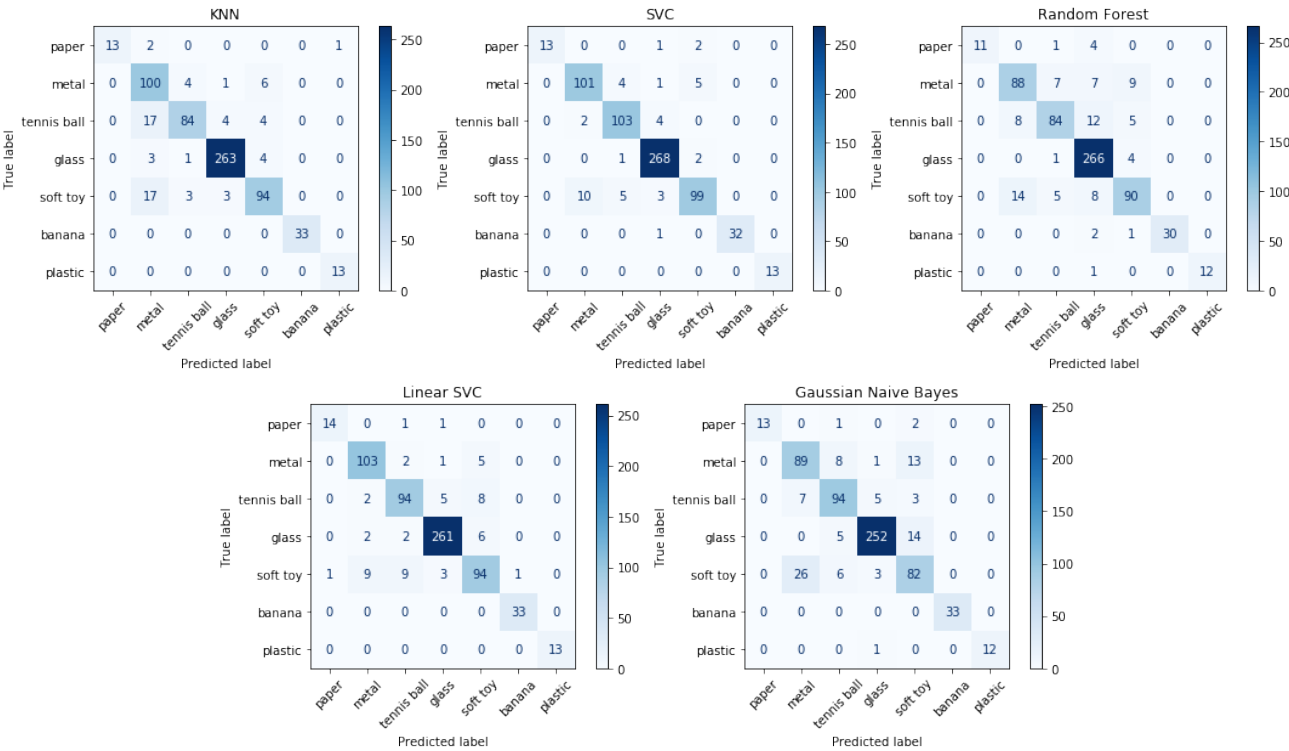 KNN
True label
paper 13 2 0 0 0 0 1
metal 0 100 4 1 6 0 0
tennis ball 0 17 84 4 4 0 0
glass 0 3 1 263 4 0 0
soft toy 0 17 3 3 94 0 0
banana 0 0 0 0 0 33 0
plastic 0 0 0 0 0 0 13
paper metal tennis ball glass soft toy banana plastic
Predicted label
250
200
150
100
50
0
SVC
True label
paper 13 0 0 1 2 0 0
metal 0 101 4 1 5 0 0
tennis ball 0 2 103 4 0 0 0
glass 0 0 1 268 2 0 0
soft toy 0 10 5 3 99 0 0
banana 0 0 0 1 0 32 0
plastic 0 0 0 0 0 0 13
paper metal tennis ball glass soft toy banana plastic
Predicted label
250
200
150
100
50
0
Random Forest
True label
paper 11 0 1 4 0 0 0
metal 0 88 7 7 9 0 0
tennis ball 0 8 84 12 5 0 0
glass 0 0 1 266 4 0 0
soft toy 0 14 5 8 90 0 0
banana 0 0 0 2 1 30 0
plastic 0 0 0 1 0 0 12
paper metal tennis ball glass soft toy banana plastic
Predicted label
250
200
150
100
50
0
Linear SVC
True label
paper 14 0 1 1 0 0 0
metal 0 103 2 1 5 0 0
tennis ball 0 2 94 5 8 0 0
glass 0 2 2 261 6 0 0
soft toy 1 9 9 3 94 1 0
banana 0 0 0 0 0 33 0
plastic 0 0 0 0 0 0 13
paper metal tennis ball glass soft toy banana plastic
Predicted label
250
200
150
100
50
0
Gaussian Naive Bayes
True label
paper 13 0 1 0 2 0 0
metal 0 89 8 1 13 0 0
tennis ball 0 7 94 5 3 0 0
glass 0 0 5 252 14 0 0
soft toy 0 26 6 3 82 0 0
banana 0 0 0 0 0 33 0
plastic 0 0 0 1 0 0 12
paper metal tennis ball glass soft toy banana plastic
Predicted label
250
200
150
100
50
0